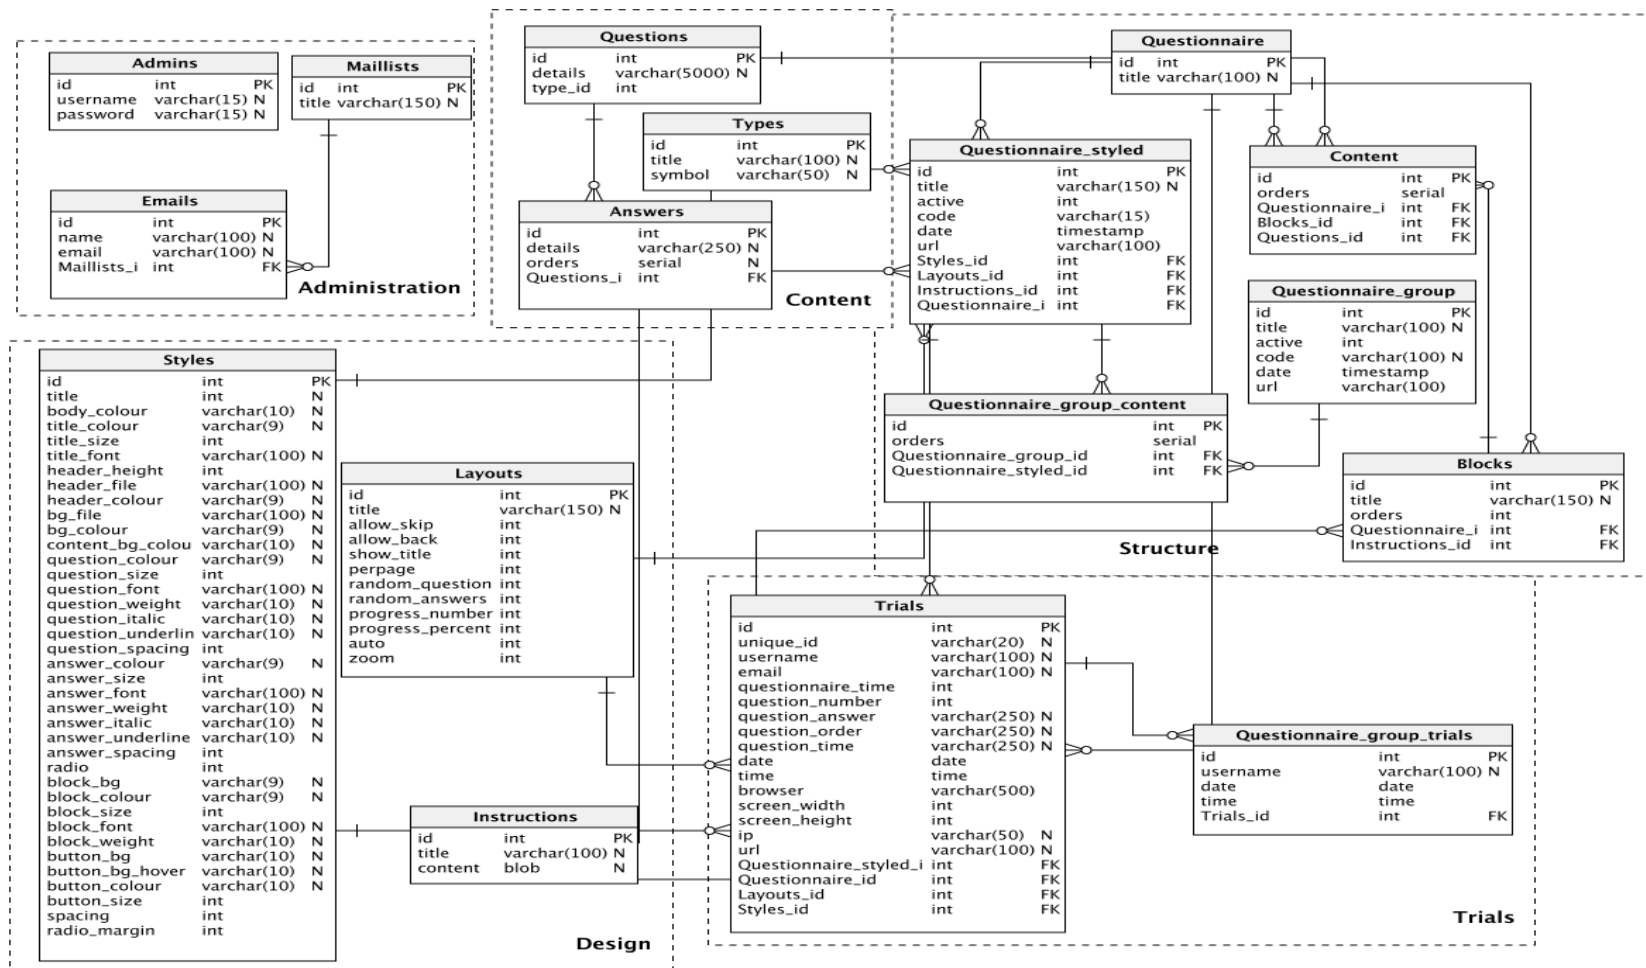 Admins
id int PK
username varchar(15) N
password varchar(15) N
Maillists
id int PK
title varchar(150) N
Emails
id int PK
name varchar(100) N
email varchar(100) N
Maillists_i int FK
Administration
Questions
id int PK
details varchar(5000) N
type_id int
Types
id int PK
title varchar(100) N
symbol varchar(50) N
Answers
id int PK
details varchar(250) N
orders serial N
Questions_i int FK
Content
Questionnaire
id int PK
title varchar(100) N
Questionnaire_styled
id int PK
title varchar(150) N
active int
code varchar(15)
date timestamp
url varchar(100)
Styles_id int FK
Layouts_id int FK
Instructions_id int FK
Questionnaire_i int FK
Content
id int PK
orders serial
Questionnaire_i int FK
Blocks_id int FK
Questions_id int FK
Questionnaire_group
id int PK
title varchar(100) N
active int
code varchar(100) N
date timestamp
url varchar(100)
Questionnaire_group_content
id int PK
orders serial
Questionnaire_group_id int FK
Questionnaire_styled_id int FK
Blocks
id int PK
title varchar(150) N
orders int
Questionnaire_i int FK
Instructions_id int FK
Structure
Styles
id int PK
title int N
body_colour varchar(10) N
title_colour varchar(9) N
title_size int
title_font varchar(100) N
header_height int
header_file varchar(100) N
header_colour varchar(9) N
bg_file varchar(100) N
bg_colour varchar(9) N
content_bg_colou varchar(10) N
question_colour varchar(9) N
question_size int
question_font varchar(100) N
question_weight varchar(10) N
question_italic varchar(10) N
question_underlin varchar(10) N
question_spacing int
answer_colour varchar(9) N
answer_size int
answer_font varchar(100) N
answer_weight varchar(10) N
answer_italic varchar(10) N
answer_underline varchar(10) N
answer_spacing int
radio int
block_bg varchar(9) N
block_colour varchar(9) N
block_size int
block_font varchar(100) N
block_weight varchar(10) N
button_bg varchar(10) N
button_bg_hover varchar(10) N
button_colour varchar(10) N
button_size int
spacing int
radio_margin int
Layouts
id int PK
title varchar(150) N
allow_skip int
allow_back int
show_title int
perpage int
random_question int
random_answers int
progress_number int
progress_percent int
auto int
zoom int
Instructions
id int PK
title varchar(100) N
content blob N
Design
Trials
id int PK
unique_id varchar(20) N
username varchar(100) N
email varchar(100) N
questionnaire_time int
question_number int
question_answer varchar(250) N
question_order varchar(250) N
question_time varchar(250) N
date date
time time
browser varchar(500)
screen_width int
screen_height int
ip varchar(50) N
url varchar(100) N
Questionnaire_styled_i int FK
Questionnaire_id int FK
Layouts_id int FK
Styles_id int FK
Questionnaire_group_trials
id int PK
username varchar(100) N
date date
time time
Trials_id int FK
Trials